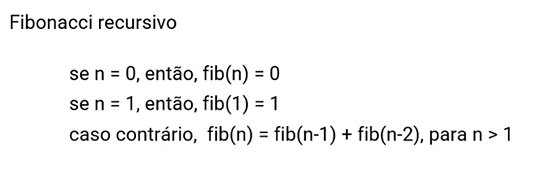 Fibonacci recursivo
se n = 0, então, fib(n) = 0
se n = 1, então, fib(1) = 1
caso contrário, fib(n) = fib(n-1) + fib(n-2), para n > 1